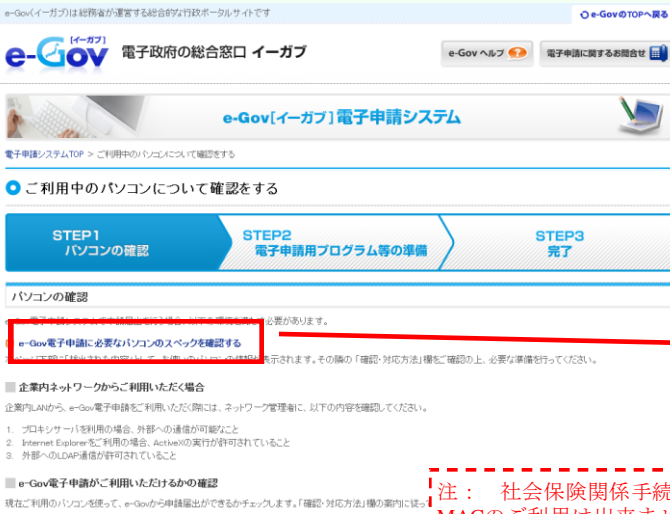 e-Gov(イーガブ)は総務省が運営する総合的な行政ポータルサイトです
e-GovのTOPへ戻る
[イーガブ]
e-Gov 電子政府の総合窓口 イーガブ
e-Gov ヘルプ
電子申請に関するお問合せ
e-Gov[イーガブ]電子申請システム
電子申請システムTOP > ご利用中のパソコンについて確認をする
ご利用中のパソコンについて確認をする
STEP1
パソコンの確認
STEP2
電子申請用プログラム等の準備
STEP3
完了
パソコンの確認
必要があります。
e-Gov電子申請に必要なパソコンのスペックを確認する
表示されます。その隣の「確認・対応方法」欄をご確認の上、必要な準備を行ってください。
企業内ネットワークからご利用いただく場合
企業内LANから、e-Gov電子申請をご利用いただく際には、ネットワーク管理者に、以下の内容を確認してください。
1. プロキシサーバを利用の場合、外部への通信が可能なこと
2. Internet Explorerをご利用の場合、ActiveXの実行が許可されていること
3. 外部へのLDAP通信が許可されていること
e-Gov電子申請がご利用いただけるかの確認
現在ご利用のパソコンを使って、e-Govから申請届出ができるかチェックします。「確認・対応方法」欄の案内に従っ
注： 社会保険関係手続
MACのご利用は出来ま